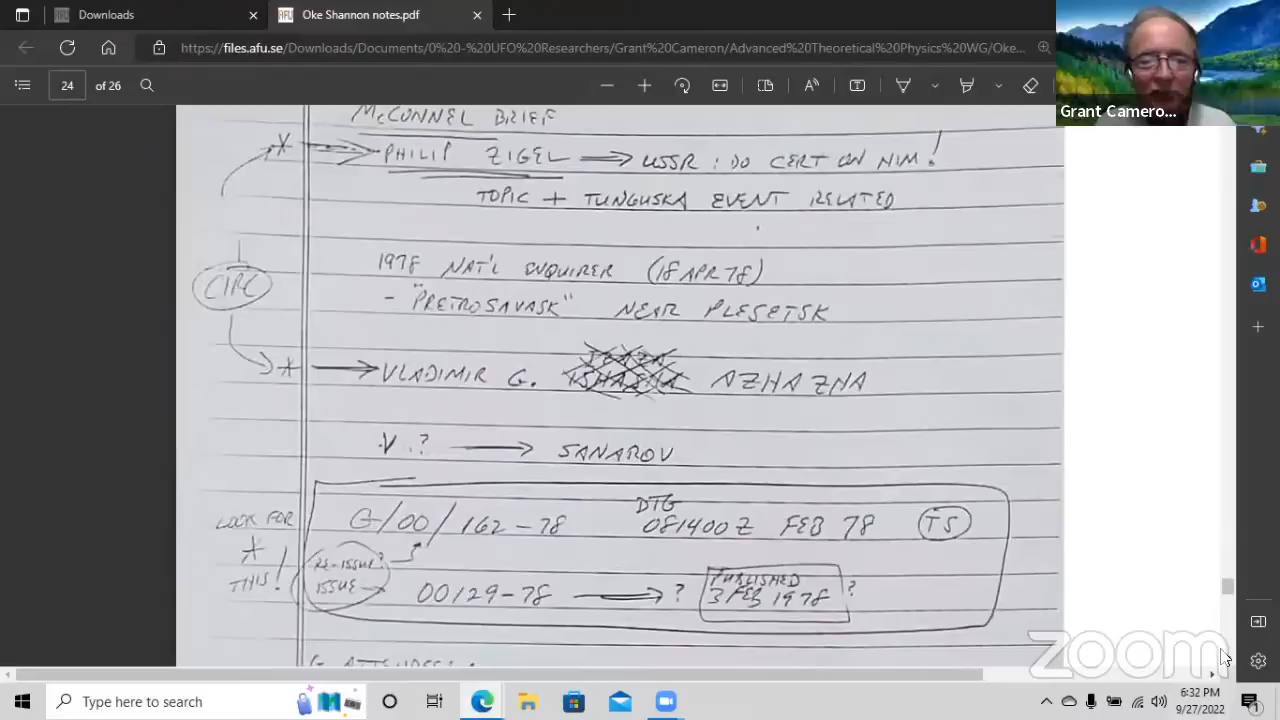 Downloads
Oke Shannon notes.pdf
https://files.afu.se/Downloads/Documents/0%20-%20UFO%20Researchers/Grant%20Cameron/Advanced%20Theoretical%20Physics%20WG/Oke...
24 of 26
Grant Camero...
McCONNEL BRIEF
* PHILIP ZIGEL → USSR : DO CERT ON HIM!
TOPIC + TUNGUSKA EVENT RELATED
1978 NAT'L ENQUIRER (18 APR 78)
CIRC
- "PRETROSAVASK" NEAR PLESETSK
* → VLADIMIR G. AZHAZNA
V.? → SANAROV
LOOK FOR * THIS!
DTG
G/OO/162-78 081400Z FEB 78 TS
RE-ISSUE?
ISSUE 00129-78 → ? PUBLISHED 3 FEB 1978 ?
G ATTENDEES:
zoom
Type here to search
6:32 PM
9/27/2022